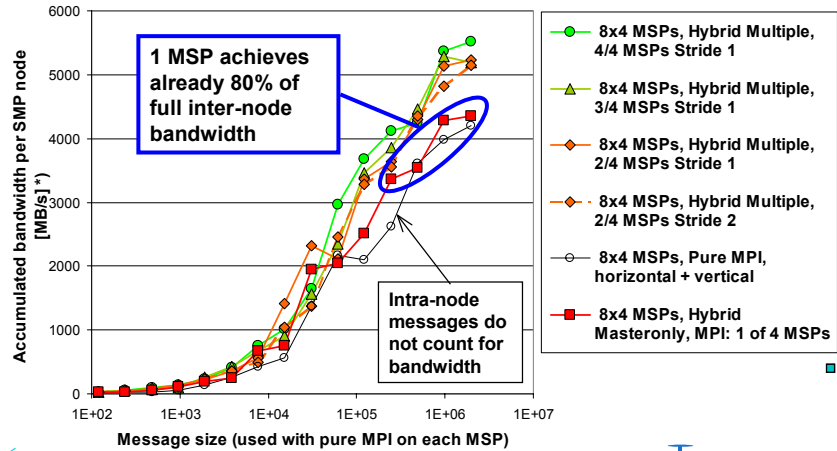 Accumulated bandwidth per SMP node
[MB/s] *)
6000
5000
4000
3000
2000
1000
0
1E+02 1E+03 1E+04 1E+05 1E+06 1E+07
Message size (used with pure MPI on each MSP)
1 MSP achieves
already 80% of
full inter-node
bandwidth
Intra-node
messages do
not count for
bandwidth
8x4 MSPs, Hybrid Multiple,
4/4 MSPs Stride 1
8x4 MSPs, Hybrid Multiple,
3/4 MSPs Stride 1
8x4 MSPs, Hybrid Multiple,
2/4 MSPs Stride 1
8x4 MSPs, Hybrid Multiple,
2/4 MSPs Stride 2
8x4 MSPs, Pure MPI,
horizontal + vertical
8x4 MSPs, Hybrid
Masteronly, MPI: 1 of 4 MSPs